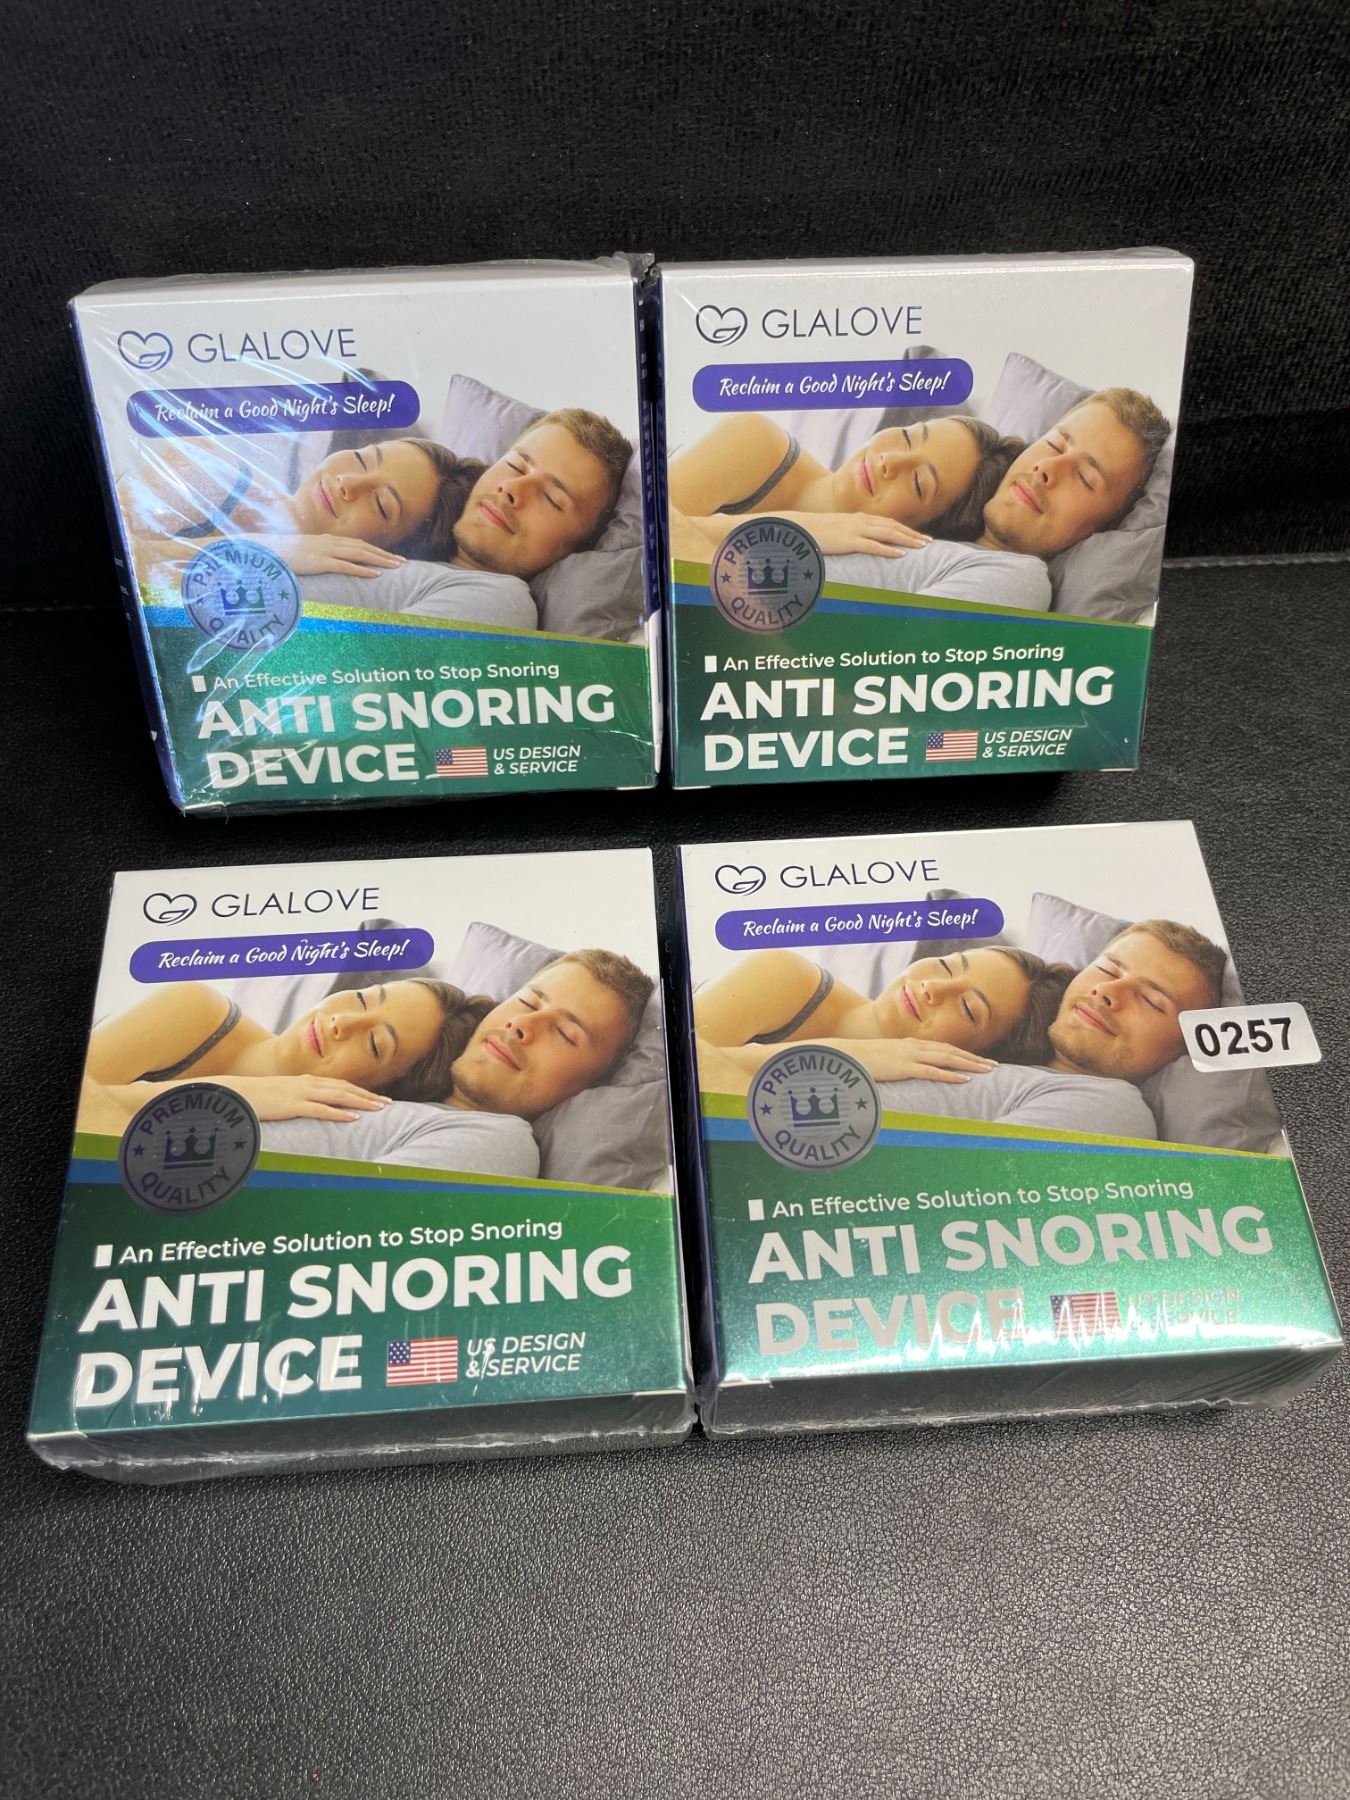 GLALOVE
Reclaim a Good Night's Sleep!
PREMIUM
QUALITY
An Effective Solution to Stop Snoring
ANTI SNORING
DEVICE
US DESIGN
& SERVICE
GLALOVE
Reclaim a Good Night's Sleep!
PREMIUM
QUALITY
An Effective Solution to Stop Snoring
ANTI SNORING
DEVICE
US DESIGN
& SERVICE
GLALOVE
Reclaim a Good Night's Sleep!
PREMIUM
QUALITY
An Effective Solution to Stop Snoring
ANTI SNORING
DEVICE
US DESIGN
& SERVICE
GLALOVE
Reclaim a Good Night's Sleep!
0257
PREMIUM
QUALITY
An Effective Solution to Stop Snoring
ANTI SNORING
DEVICE
US DESIGN
& SERVICE